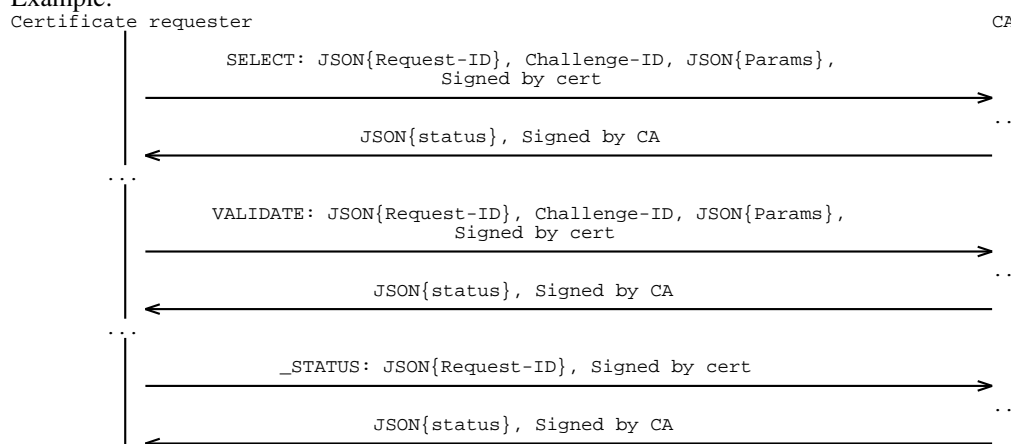 Example:
Certificate requester CA
SELECT: JSON{Request-ID}, Challenge-ID, JSON{Params},
Signed by cert
..
JSON{status}, Signed by CA
...
VALIDATE: JSON{Request-ID}, Challenge-ID, JSON{Params},
Signed by cert
..
JSON{status}, Signed by CA
...
_STATUS: JSON{Request-ID}, Signed by cert
..
JSON{status}, Signed by CA